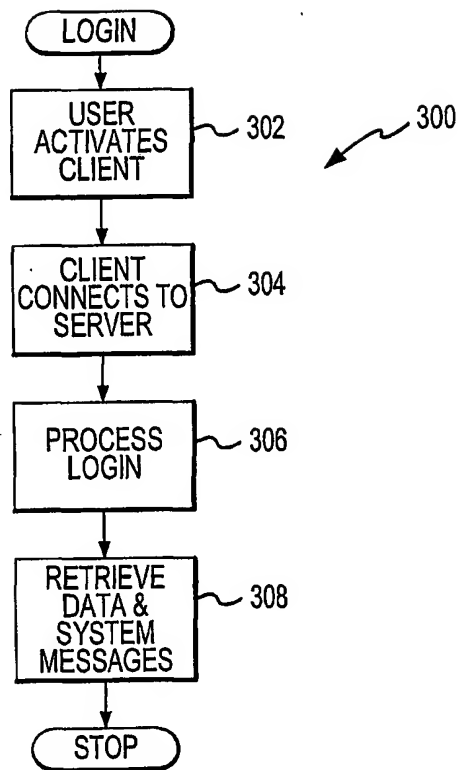 LOGIN
USER
ACTIVATES
CLIENT
302
300
CLIENT
CONNECTS TO
SERVER
304
PROCESS
LOGIN
306
RETRIEVE
DATA &
SYSTEM
MESSAGES
308
STOP